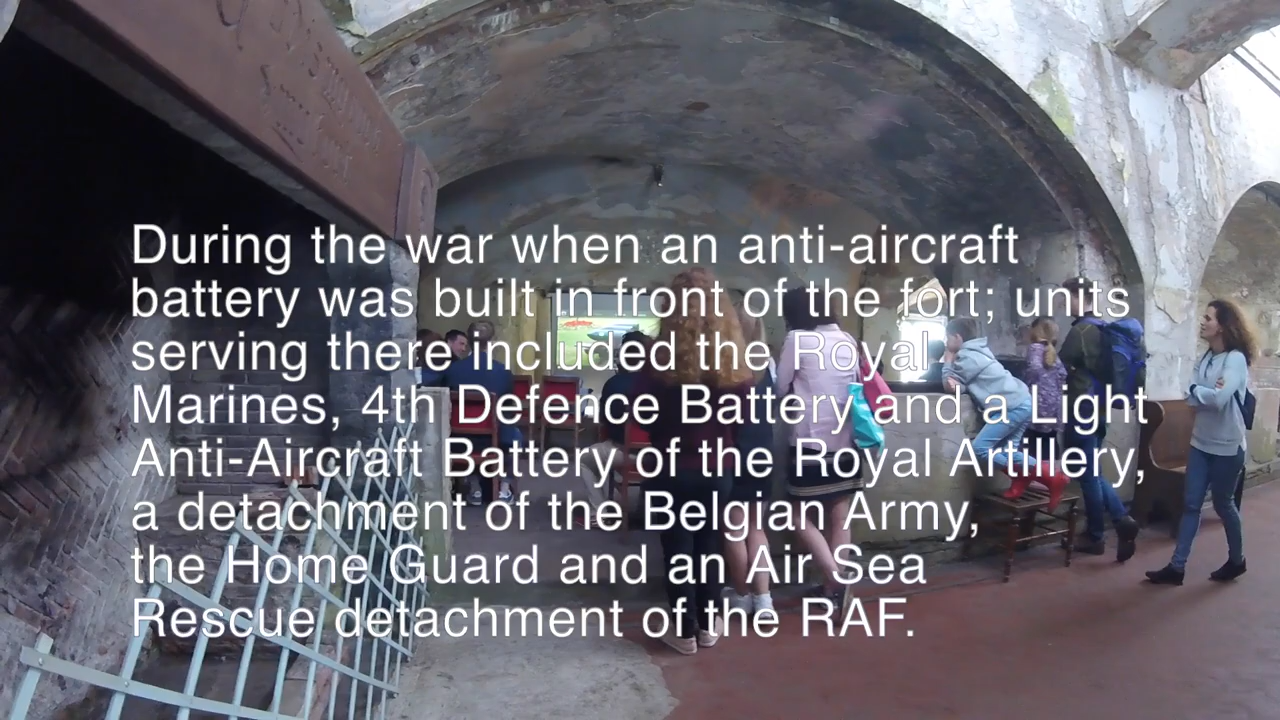 During the war when an anti-aircraft
battery was built in front of the fort; units
serving there included the Royal
Marines, 4th Defence Battery and a Light
Anti-Aircraft Battery of the Royal Artillery,
a detachment of the Belgian Army,
the Home Guard and an Air Sea
Rescue detachment of the RAF.